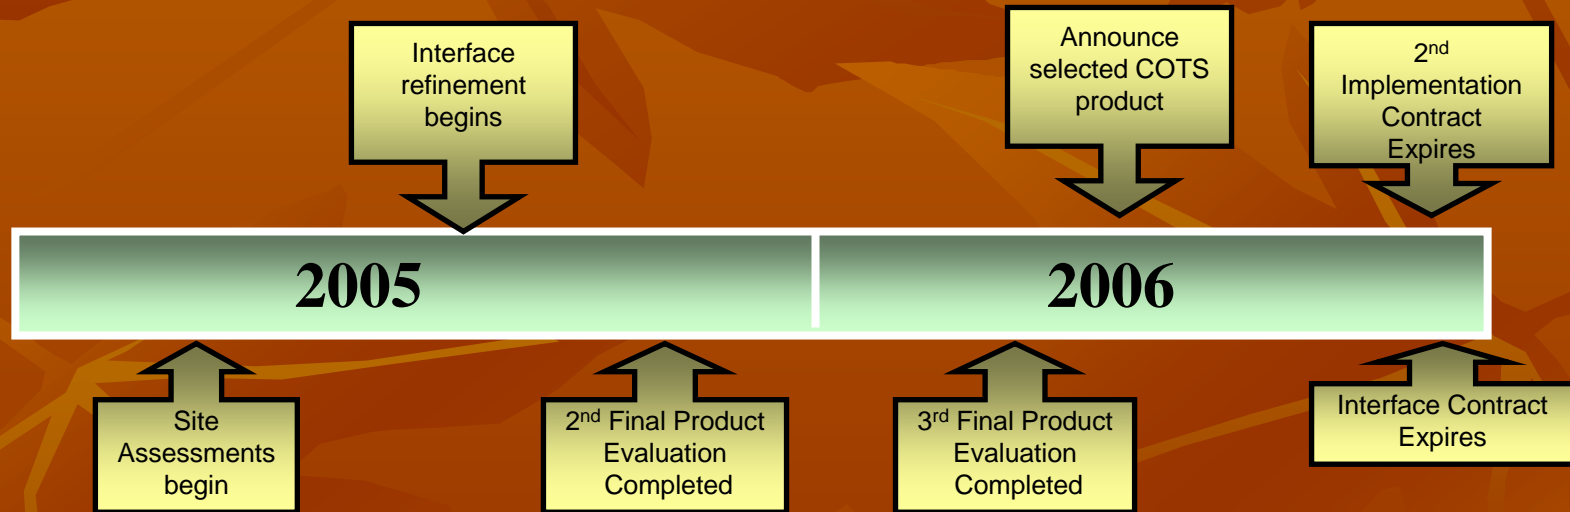 Interface
refinement
begins
Announce
selected COTS
product
2nd
Implementation
Contract
Expires
2005
2006
Site
Assessments
begin
2nd Final Product
Evaluation
Completed
3rd Final Product
Evaluation
Completed
Interface Contract
Expires